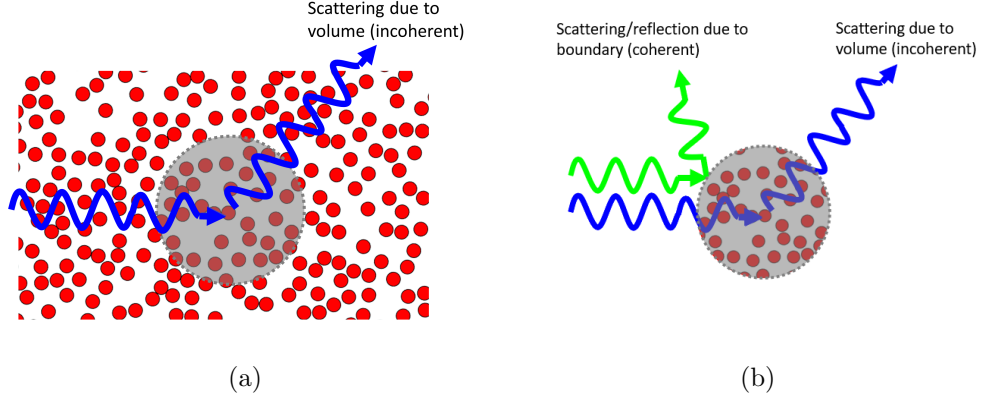 Scattering due to
volume (incoherent)
Scattering/reflection due to
boundary (coherent)
Scattering due to
volume (incoherent)
(a)
(b)